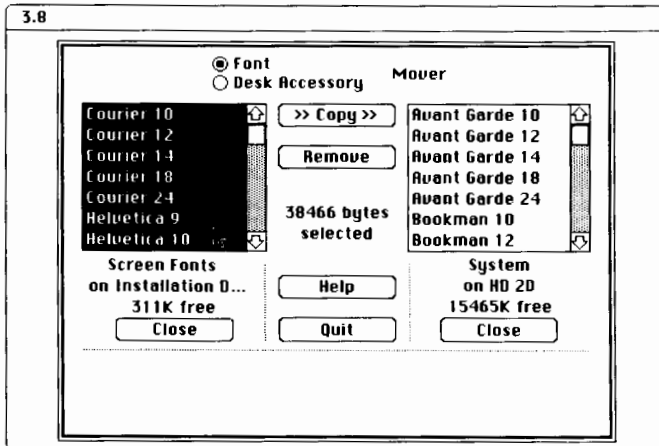 3.8
Font
Desk Accessory
Mover
Courier 10
Courier 12
Courier 14
Courier 18
Courier 24
Helvetica 9
Helvetica 10
>> Copy >>
Remove
38466 bytes
selected
Avant Garde 10
Avant Garde 12
Avant Garde 14
Avant Garde 18
Avant Garde 24
Bookman 10
Bookman 12
Screen Fonts
on Installation D...
311K free
Close
Help
Quit
System
on HD 2D
15465K free
Close